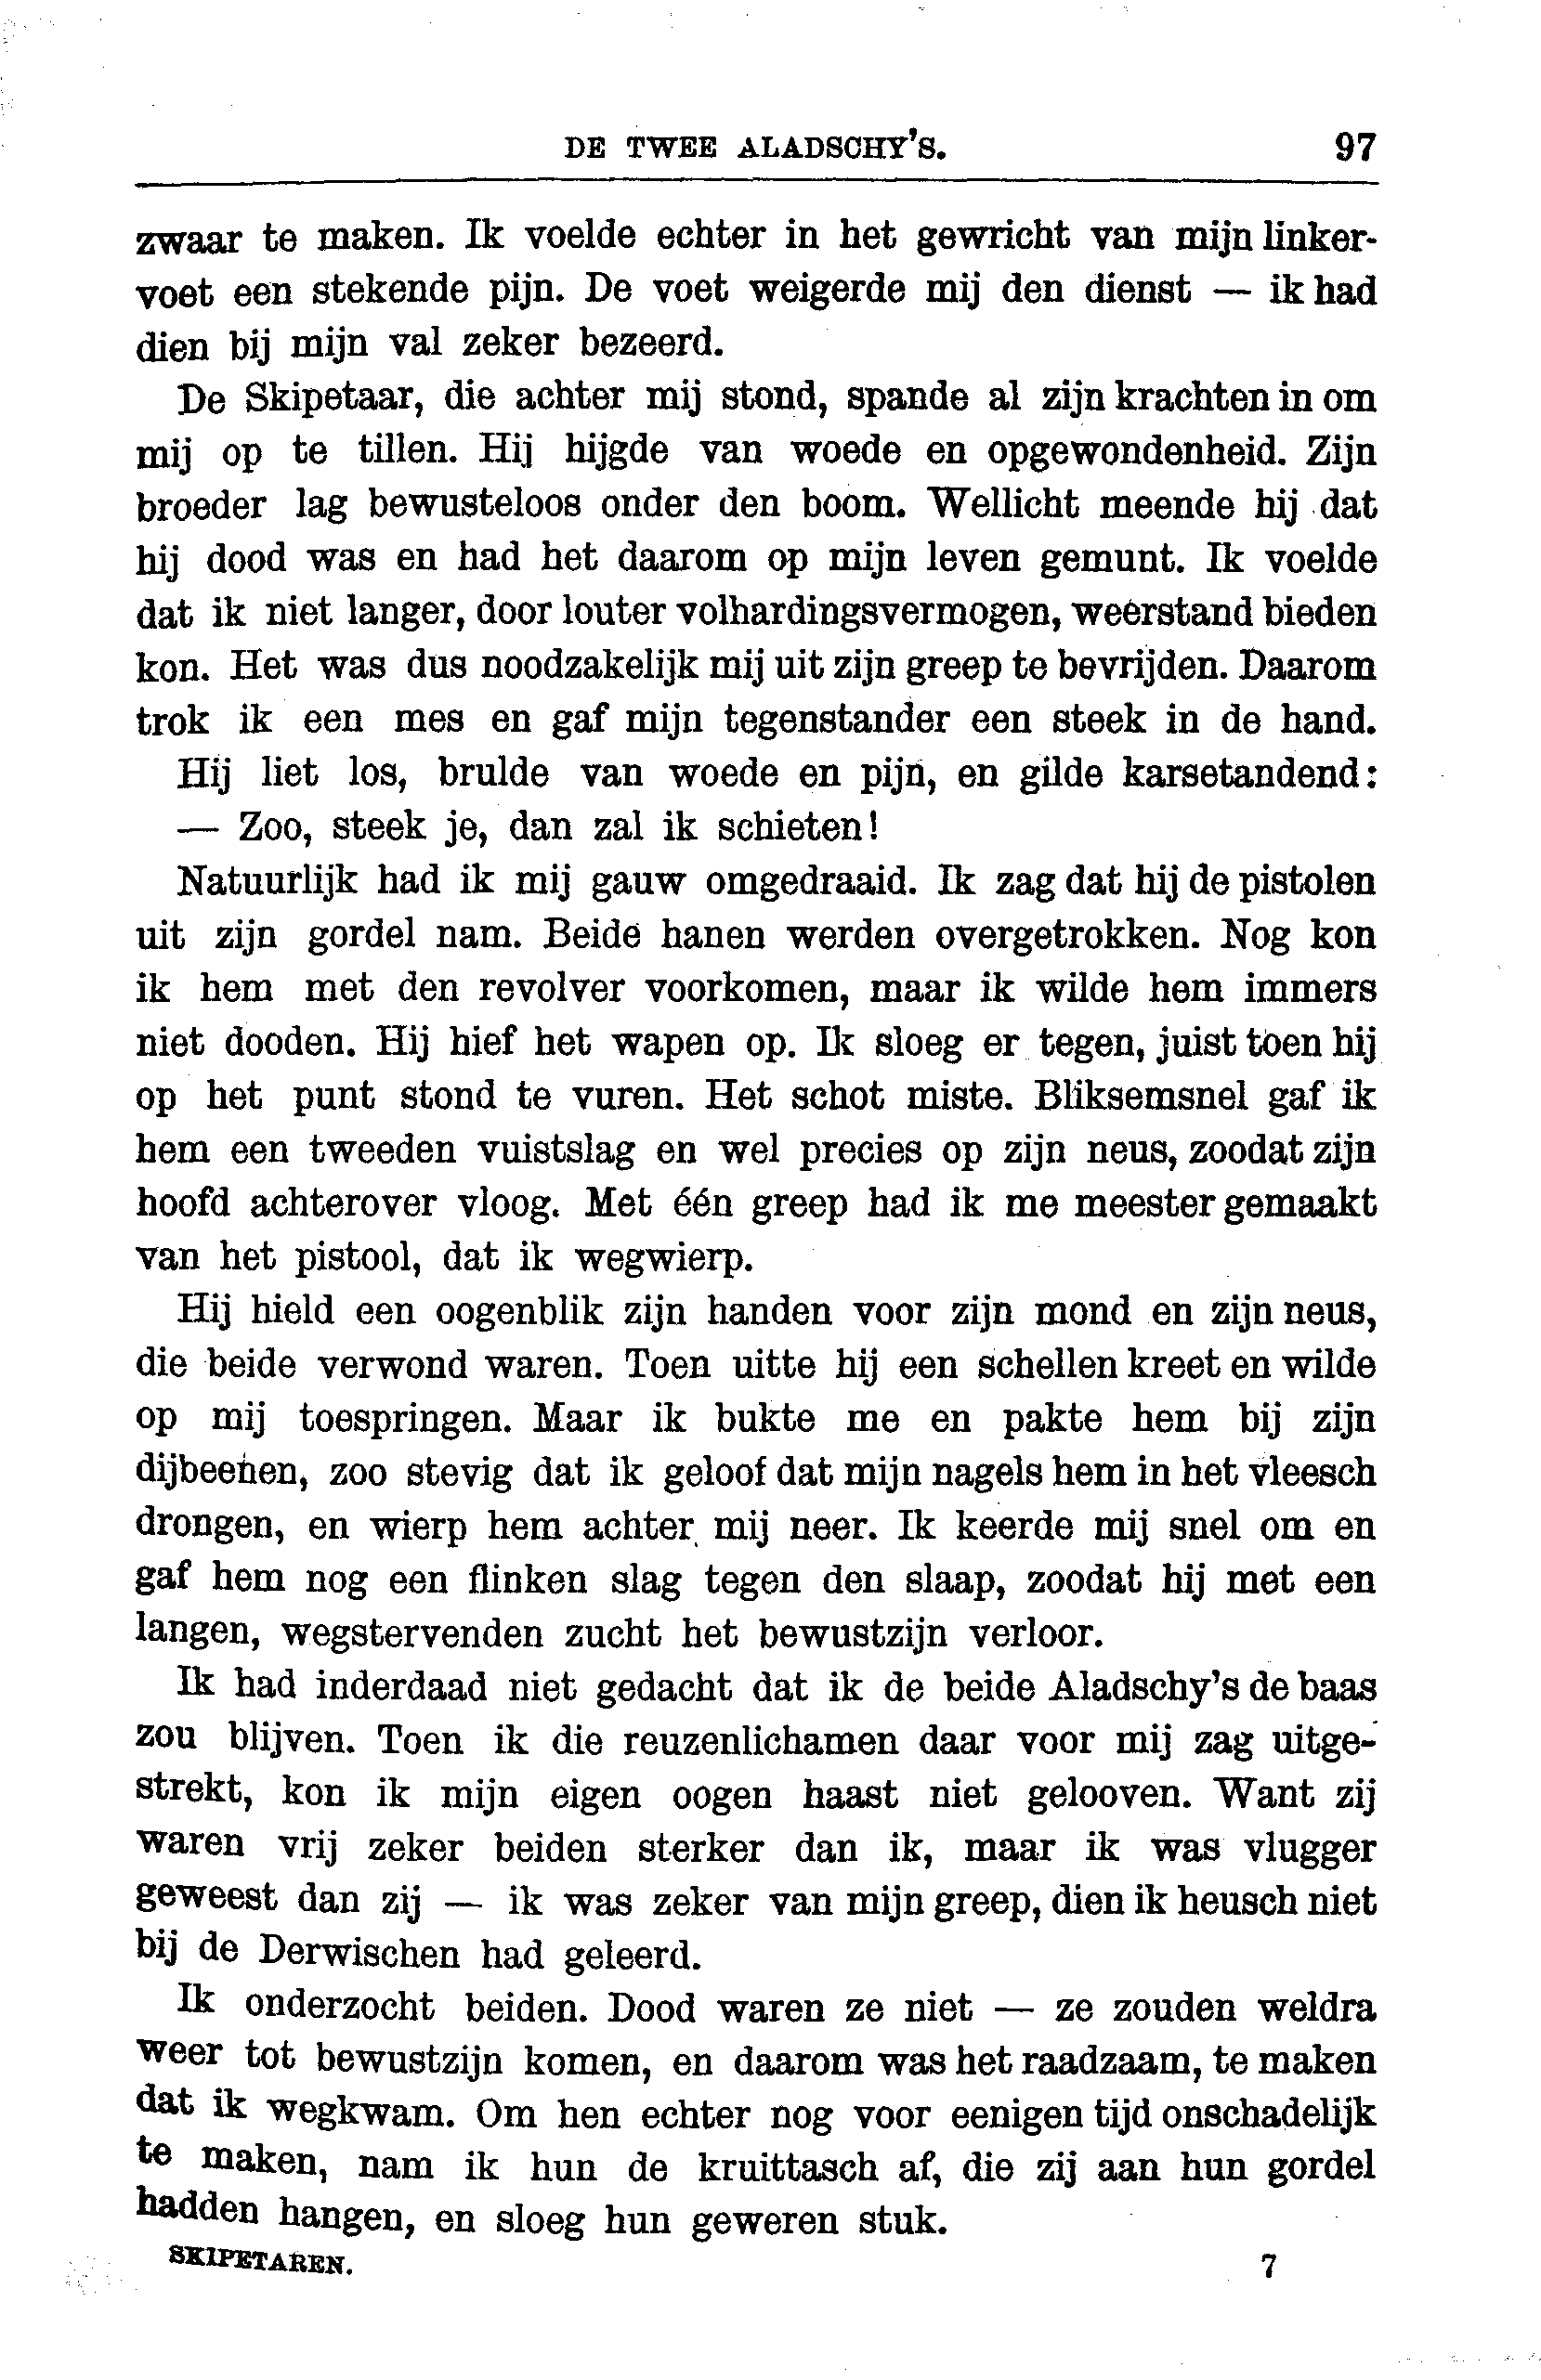 DE TWEE ALADSCHY'S. 97
zwaar te maken. Ik voelde echter in het gewricht van mijn linker-
voet een stekende pijn. De voet weigerde mij den dienst — ik had
dien bij mijn val zeker bezeerd.
De Skipetaar, die achter mij stond, spande al zijn krachten in om
mij op te tillen. Hij hijgde van woede en opgewondenheid. Zijn
broeder lag bewusteloos onder den boom. Wellicht meende hij dat
hij dood was en had het daarom op mijn leven gemunt. Ik voelde
dat ik niet langer, door louter volhardingsvermogen, weerstand bieden
kon. Het was dus noodzakelijk mij uit zijn greep te bevrijden. Daarom
trok ik een mes en gaf mijn tegenstander een steek in de hand.
Hij liet los, brulde van woede en pijn, en gilde karsetandend:
— Zoo, steek je, dan zal ik schieten!
Natuurlijk had ik mij gauw omgedraaid. Ik zag dat hij de pistolen
uit zijn gordel nam. Beide hanen werden overgetrokken. Nog kon
ik hem met den revolver voorkomen, maar ik wilde hem immers
niet dooden. Hij hief het wapen op. Ik sloeg er tegen, juist toen hij
op het punt stond te vuren. Het schot miste. Bliksemsnel gaf ik
hem een tweeden vuistslag en wel precies op zijn neus, zoodat zijn
hoofd achterover vloog. Met één greep had ik me meester gemaakt
van het pistool, dat ik wegwierp.
Hij hield een oogenblik zijn handen voor zijn mond en zijn neus,
die beide verwond waren. Toen uitte hij een schellen kreet en wilde
op mij toespringen. Maar ik bukte me en pakte hem bij zijn
dijbeenen, zoo stevig dat ik geloof dat mijn nagels hem in het vleesch
drongen, en wierp hem achter mij neer. Ik keerde mij snel om en
gaf hem nog een flinken slag tegen den slaap, zoodat hij met een
langen, wegstervenden zucht het bewustzijn verloor.
Ik had inderdaad niet gedacht dat ik de beide Aladschy's de baas
zou blijven. Toen ik die reuzenlichamen daar voor mij zag uitge-
strekt, kon ik mijn eigen oogen haast niet gelooven. Want zij
waren vrij zeker beiden sterker dan ik, maar ik was vlugger
geweest dan zij — ik was zeker van mijn greep, dien ik heusch niet
bij de Derwischen had geleerd.
Ik onderzocht beiden. Dood waren ze niet — ze zouden weldra
weer tot bewustzijn komen, en daarom was het raadzaam, te maken
dat ik wegkwam. Om hen echter nog voor eenigen tijd onschadelijk
te maken, nam ik hun de kruittasch af, die zij aan hun gordel
hadden hangen, en sloeg hun geweren stuk.
SKIPETAREN. 7